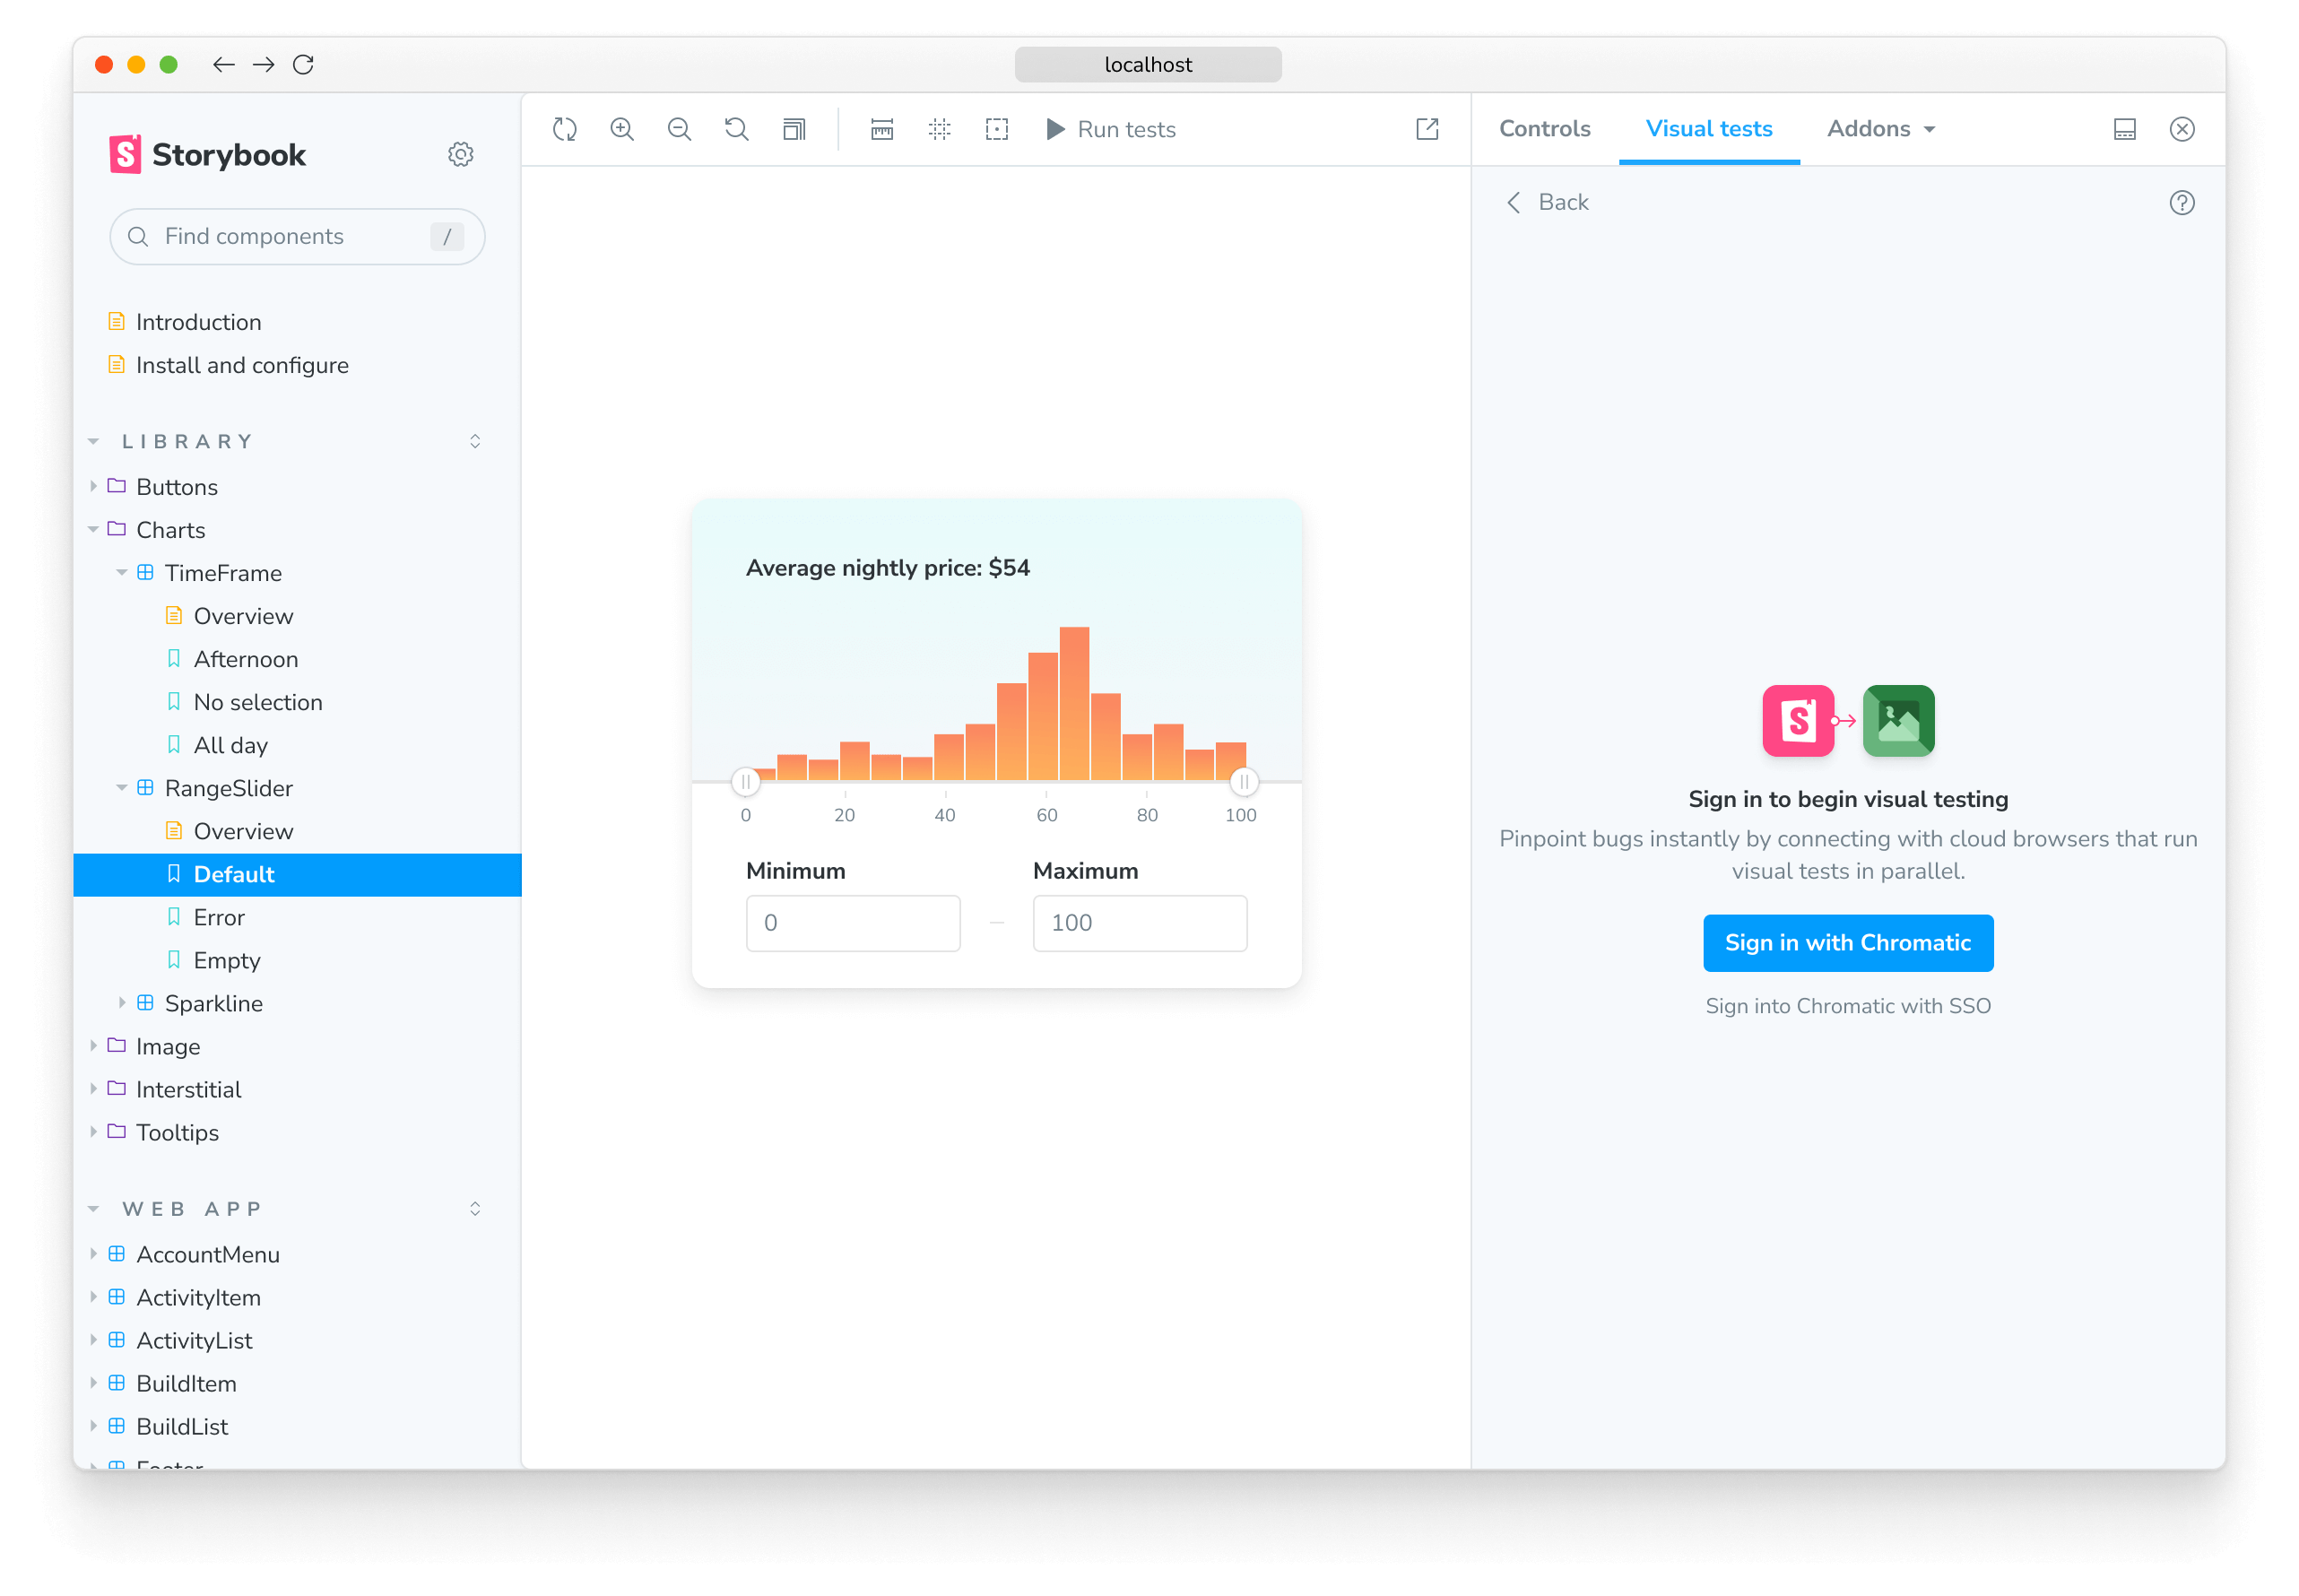 localhost
Storybook
Find components /
Introduction
Install and configure
LIBRARY
Buttons
Charts
TimeFrame
Overview
Afternoon
No selection
All day
RangeSlider
Overview
Default
Error
Empty
Sparkline
Image
Interstitial
Tooltips
WEB APP
AccountMenu
ActivityItem
ActivityList
BuildItem
BuildList
Footer
Run tests
Average nightly price: $54
0 20 40 60 80 100
Minimum Maximum
0 – 100
Controls Visual tests Addons
Back
Sign in to begin visual testing
Pinpoint bugs instantly by connecting with cloud browsers that run
visual tests in parallel.
Sign in with Chromatic
Sign into Chromatic with SSO